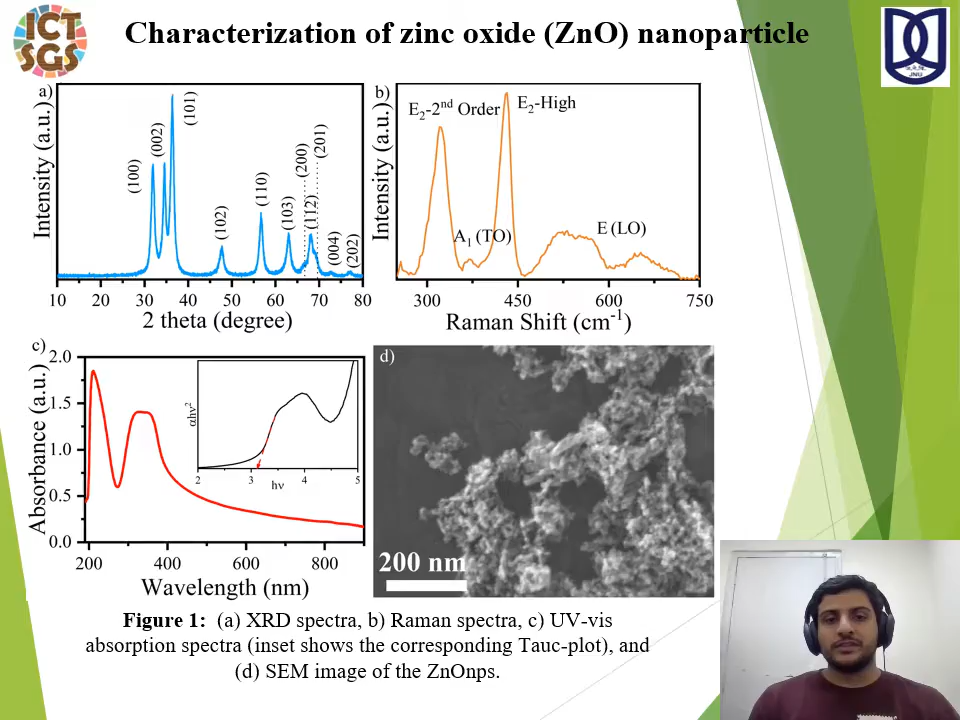 ICT
SGS
Characterization of zinc oxide (ZnO) nanoparticle
JNU
a)
Intensity (a.u.)
(100)
(002)
(101)
(102)
(110)
(103)
(112)
(200)
(201)
(004)
(202)
10 20 30 40 50 60 70 80
2 theta (degree)
b)
Intensity (a.u.)
E2-2nd Order
E2-High
A1 (TO)
E (LO)
300 450 600 750
Raman Shift (cm-1)
c)
Absorbance (a.u.)
2.0
1.5
1.0
0.5
0.0
200 400 600 800
Wavelength (nm)
αhν2
2 3 4 5
hν
d)
200 nm
Figure 1: (a) XRD spectra, b) Raman spectra, c) UV-vis
absorption spectra (inset shows the corresponding Tauc-plot), and
(d) SEM image of the ZnOnps.